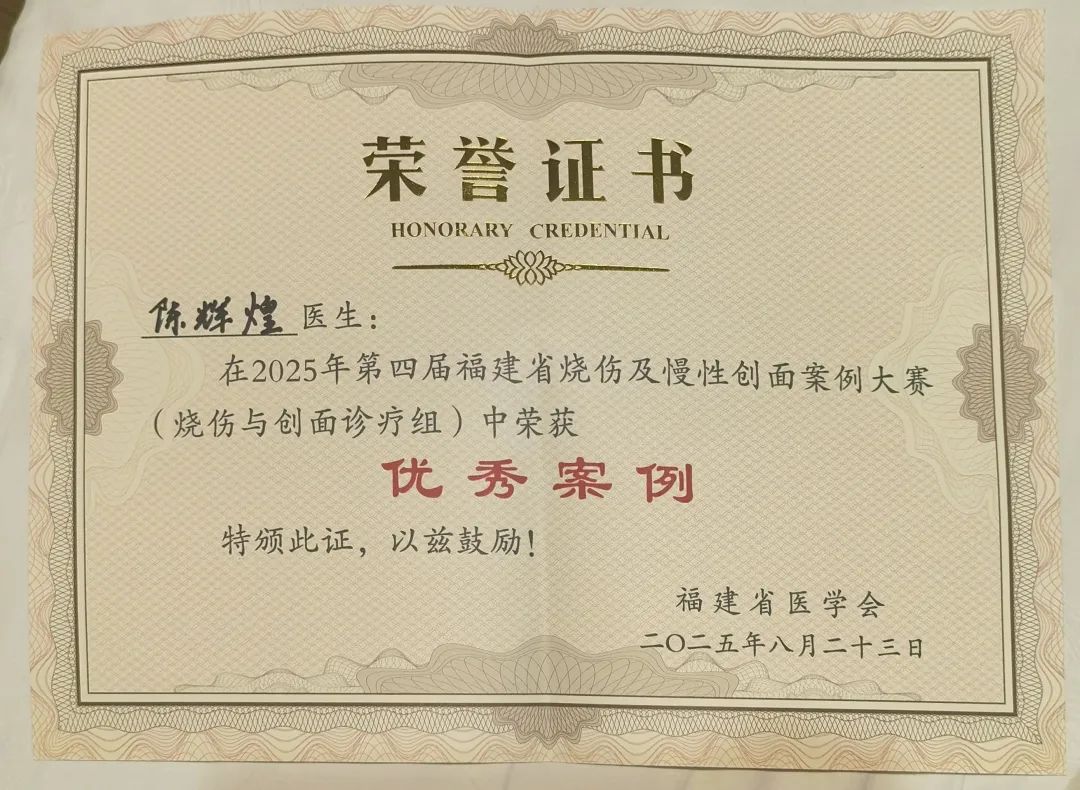 荣誉证书
HONORARY CREDENTIAL
陈辉煌医生:
在2025年第四届福建省烧伤及慢性创面案例大赛
(烧伤与创面诊疗组)中荣获
优秀案例
特颁此证,以兹鼓励!
福建省医学会
二〇二五年八月二十三日